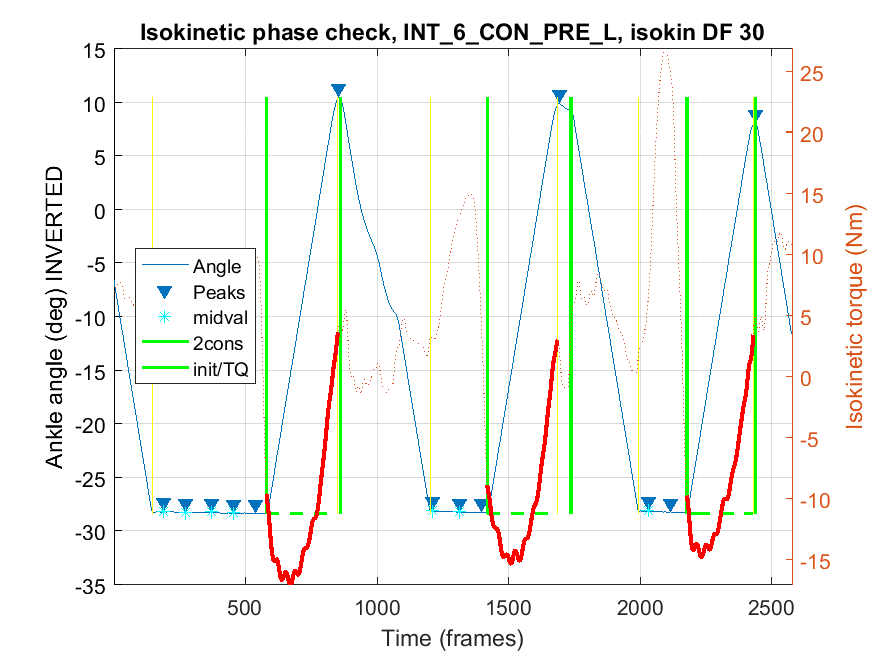 Isokinetic phase check, INT_6_CON_PRE_L, isokin DF 30
Ankle angle (deg) INVERTED
15
10
5
0
-5
-10
-15
-20
-25
-30
-35
Angle
Peaks
midval
2cons
init/TQ
25
20
15
10
5
0
-5
-10
-15
Isokinetic torque (Nm)
500
1000
1500
2000
2500
Time (frames)